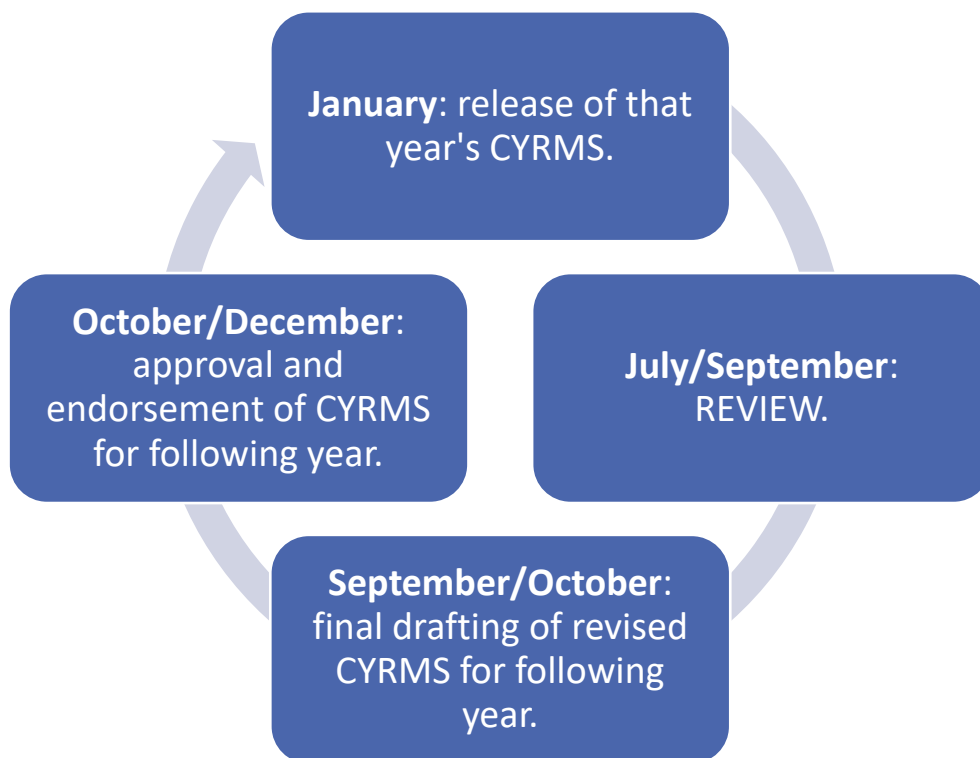 January: release of that
year's CYRMS.
July/September:
REVIEW.
September/October:
final drafting of revised
CYRMS for following
year.
October/December:
approval and
endorsement of CYRMS
for following year.